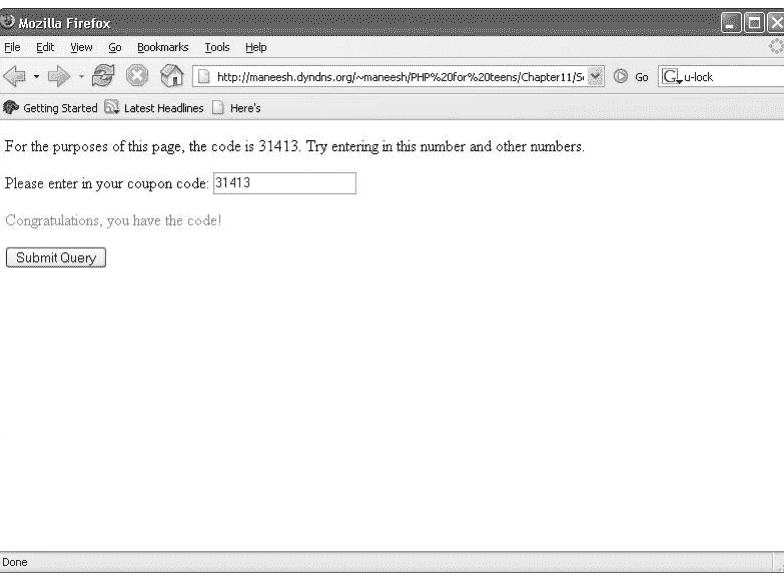 Mozilla Firefox
File Edit View Go Bookmarks Tools Help
http://maneesh.dyndns.org/~maneesh/PHP%20for%20teens/Chapter11/S Go G u-lock
Getting Started Latest Headlines Here's
For the purposes of this page, the code is 31413. Try entering in this number and other numbers.
Please enter in your coupon code: 31413
Congratulations, you have the code!
Submit Query
Done